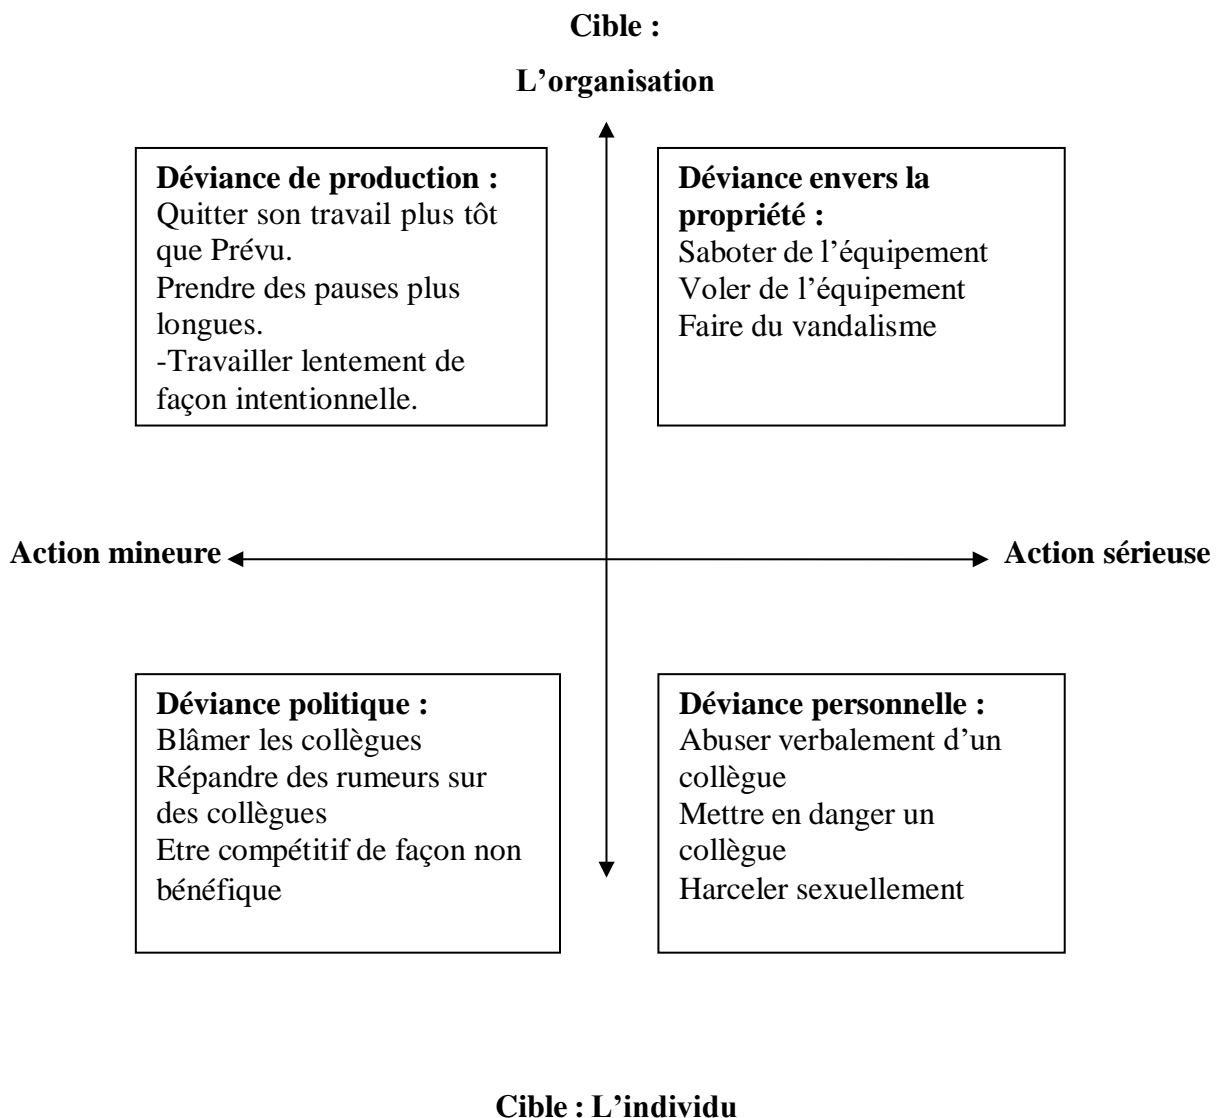 Cible :
L’organisation
Déviance de production :
Quitter son travail plus tôt
que Prévu.
Prendre des pauses plus
longues.
-Travailler lentement de
façon intentionnelle.
Déviance envers la
propriété :
Saboter de l’équipement
Voler de l’équipement
Faire du vandalisme
Action mineure
Action sérieuse
Déviance politique :
Blâmer les collègues
Répandre des rumeurs sur
des collègues
Etre compétitif de façon non
bénéfique
Déviance personnelle :
Abuser verbalement d’un
collègue
Mettre en danger un
collègue
Harceler sexuellement
Cible : L’individu